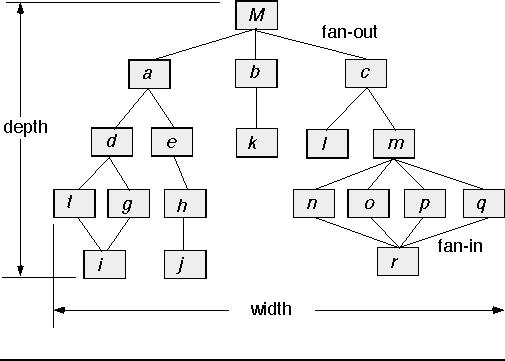 M
fan-out
a b c
depth
d e k l m
g h n o p q
fan-in
i j r
width